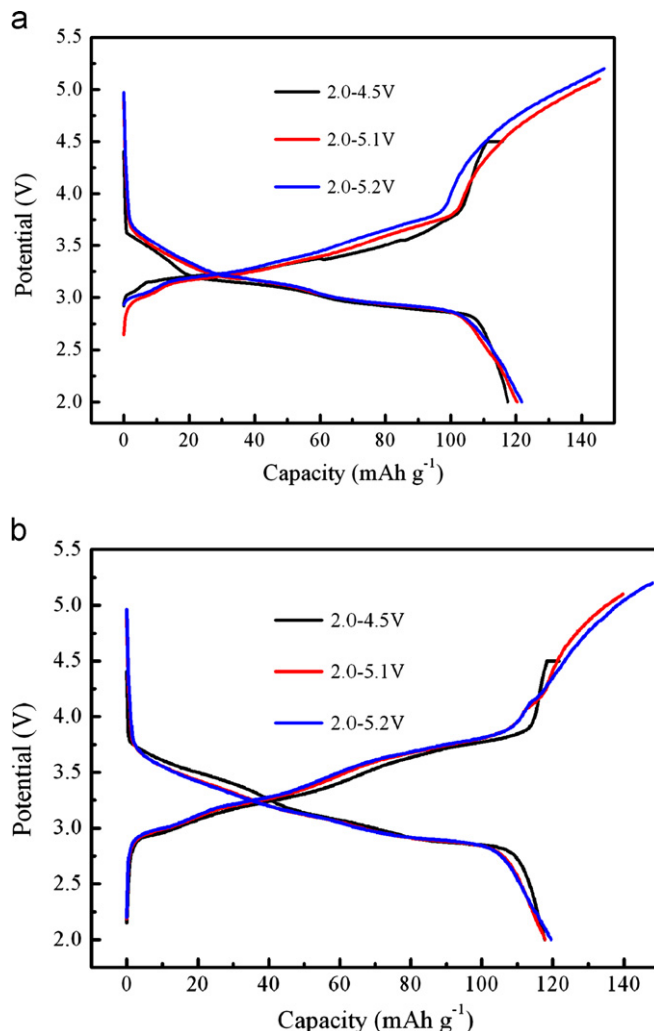 a
5.5
5.0
4.5
4.0
3.5
3.0
2.5
2.0
Potential (V)
2.0-4.5V
2.0-5.1V
2.0-5.2V
0 20 40 60 80 100 120 140
Capacity (mAh g⁻¹)
b
5.5
5.0
4.5
4.0
3.5
3.0
2.5
2.0
Potential (V)
2.0-4.5V
2.0-5.1V
2.0-5.2V
0 20 40 60 80 100 120 140
Capacity (mAh g⁻¹)